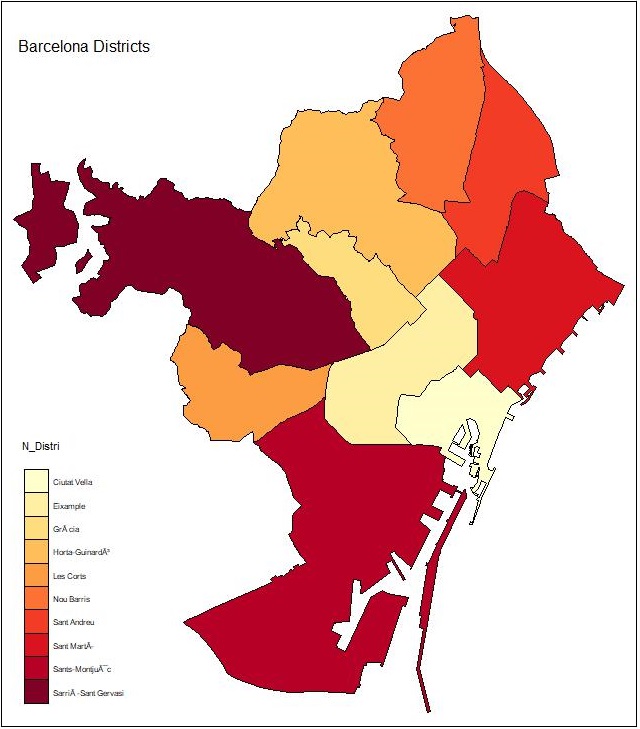 Barcelona Districts
N_Distri
Ciutat Vella
Eixample
GrÃ cia
Horta-GuinardÃ³
Les Corts
Nou Barris
Sant Andreu
Sant MartÃ-
Sants-MontjuÃ¯c
SarriÃ -Sant Gervasi